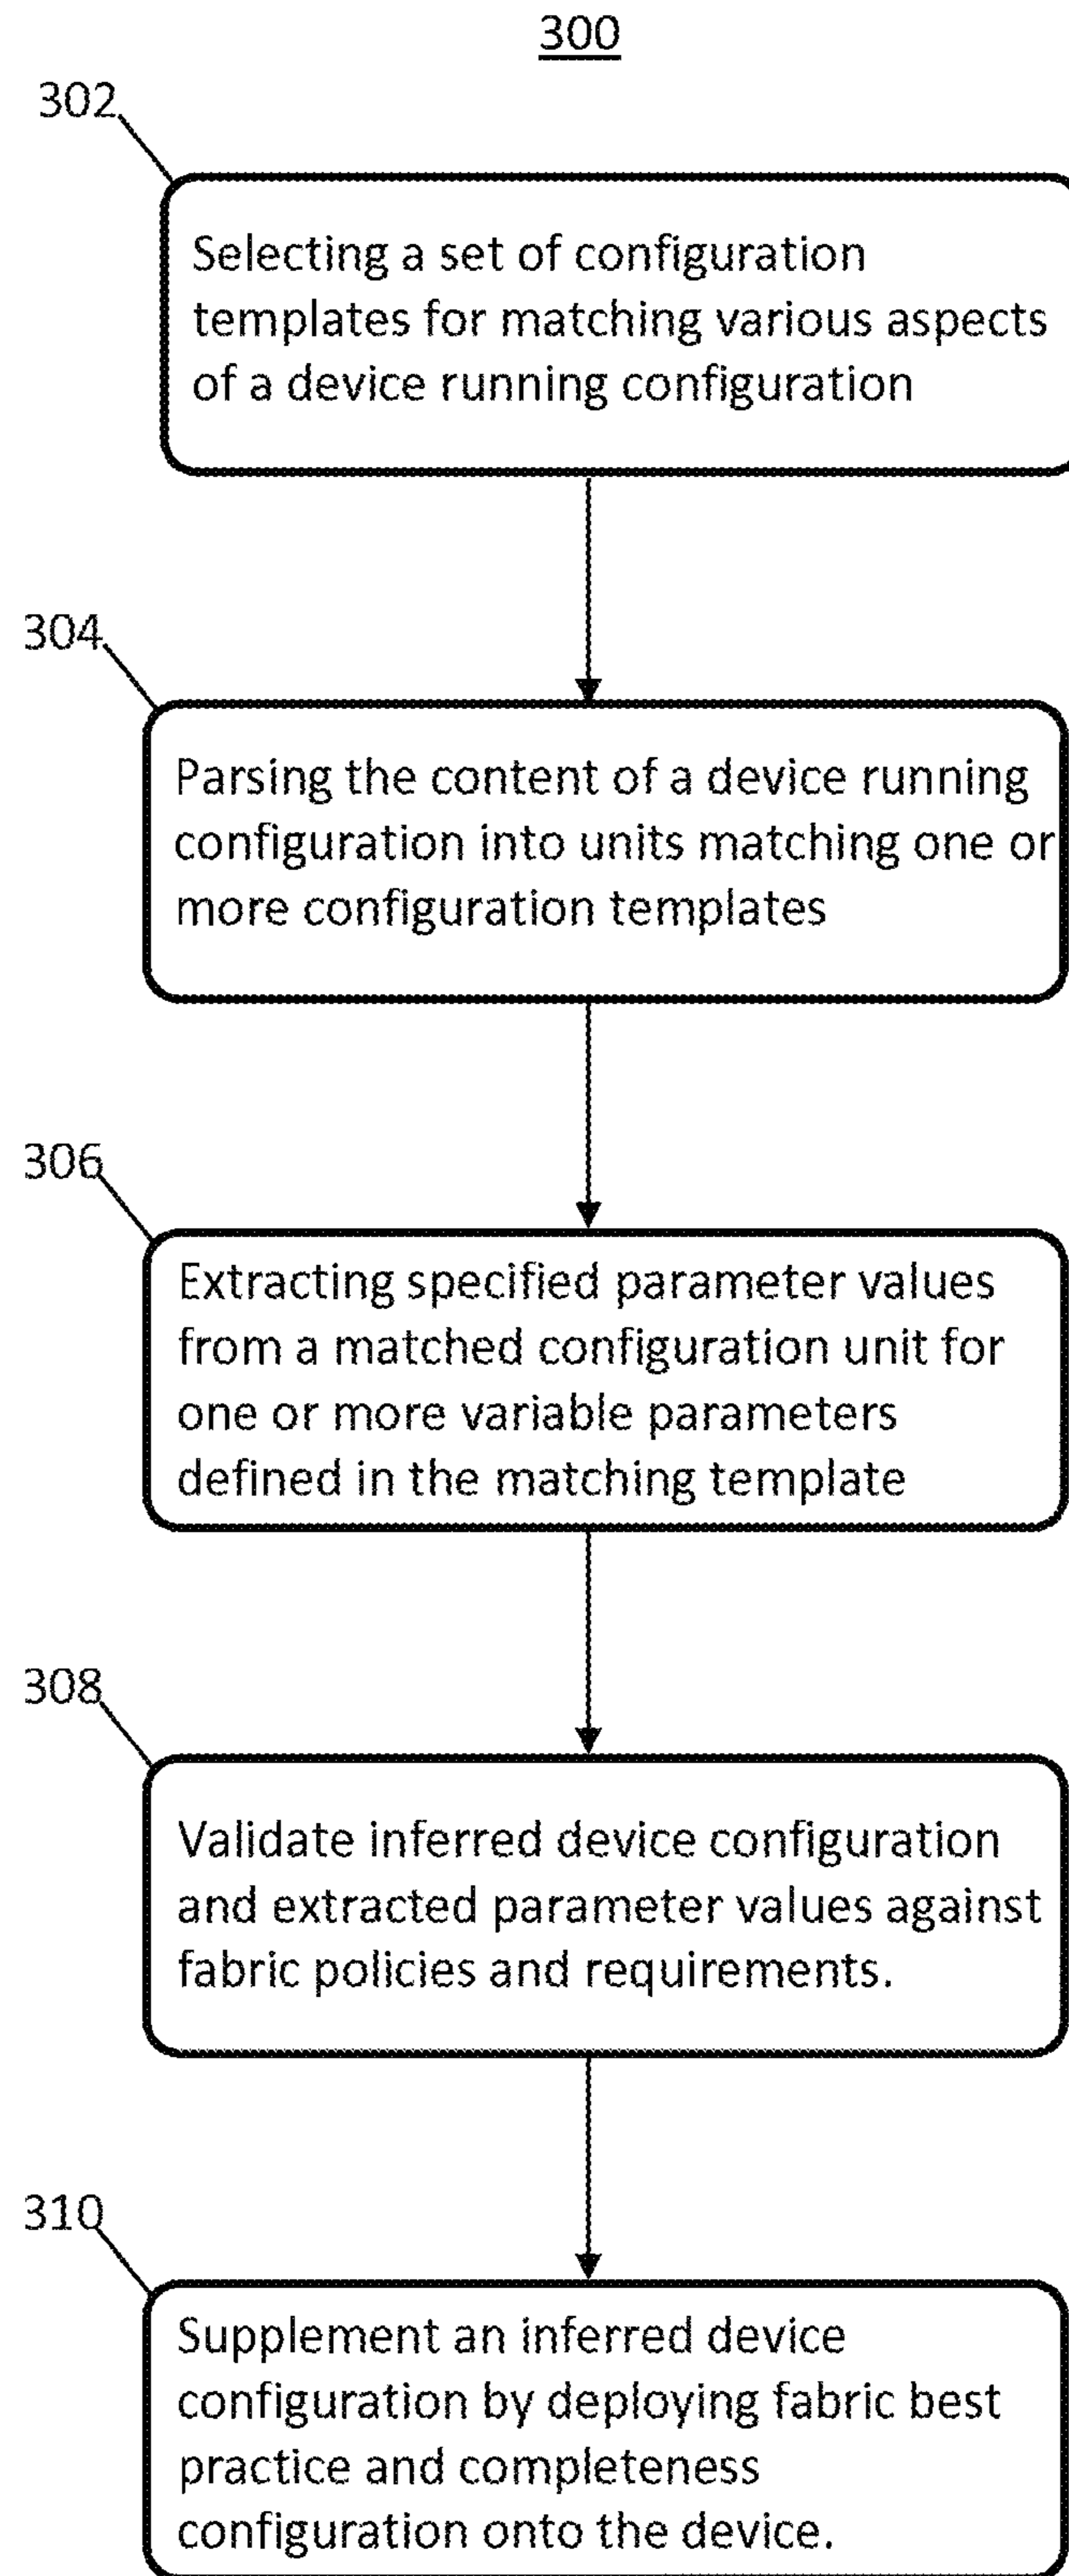 300
302
Selecting a set of configuration
templates for matching various aspects
of a device running configuration
304
Parsing the content of a device running
configuration into units matching one or
more configuration templates
306
Extracting specified parameter values
from a matched configuration unit for
one or more variable parameters
defined in the matching template
308
Validate inferred device configuration
and extracted parameter values against
fabric policies and requirements.
310
Supplement an inferred device
configuration by deploying fabric best
practice and completeness
configuration onto the device.